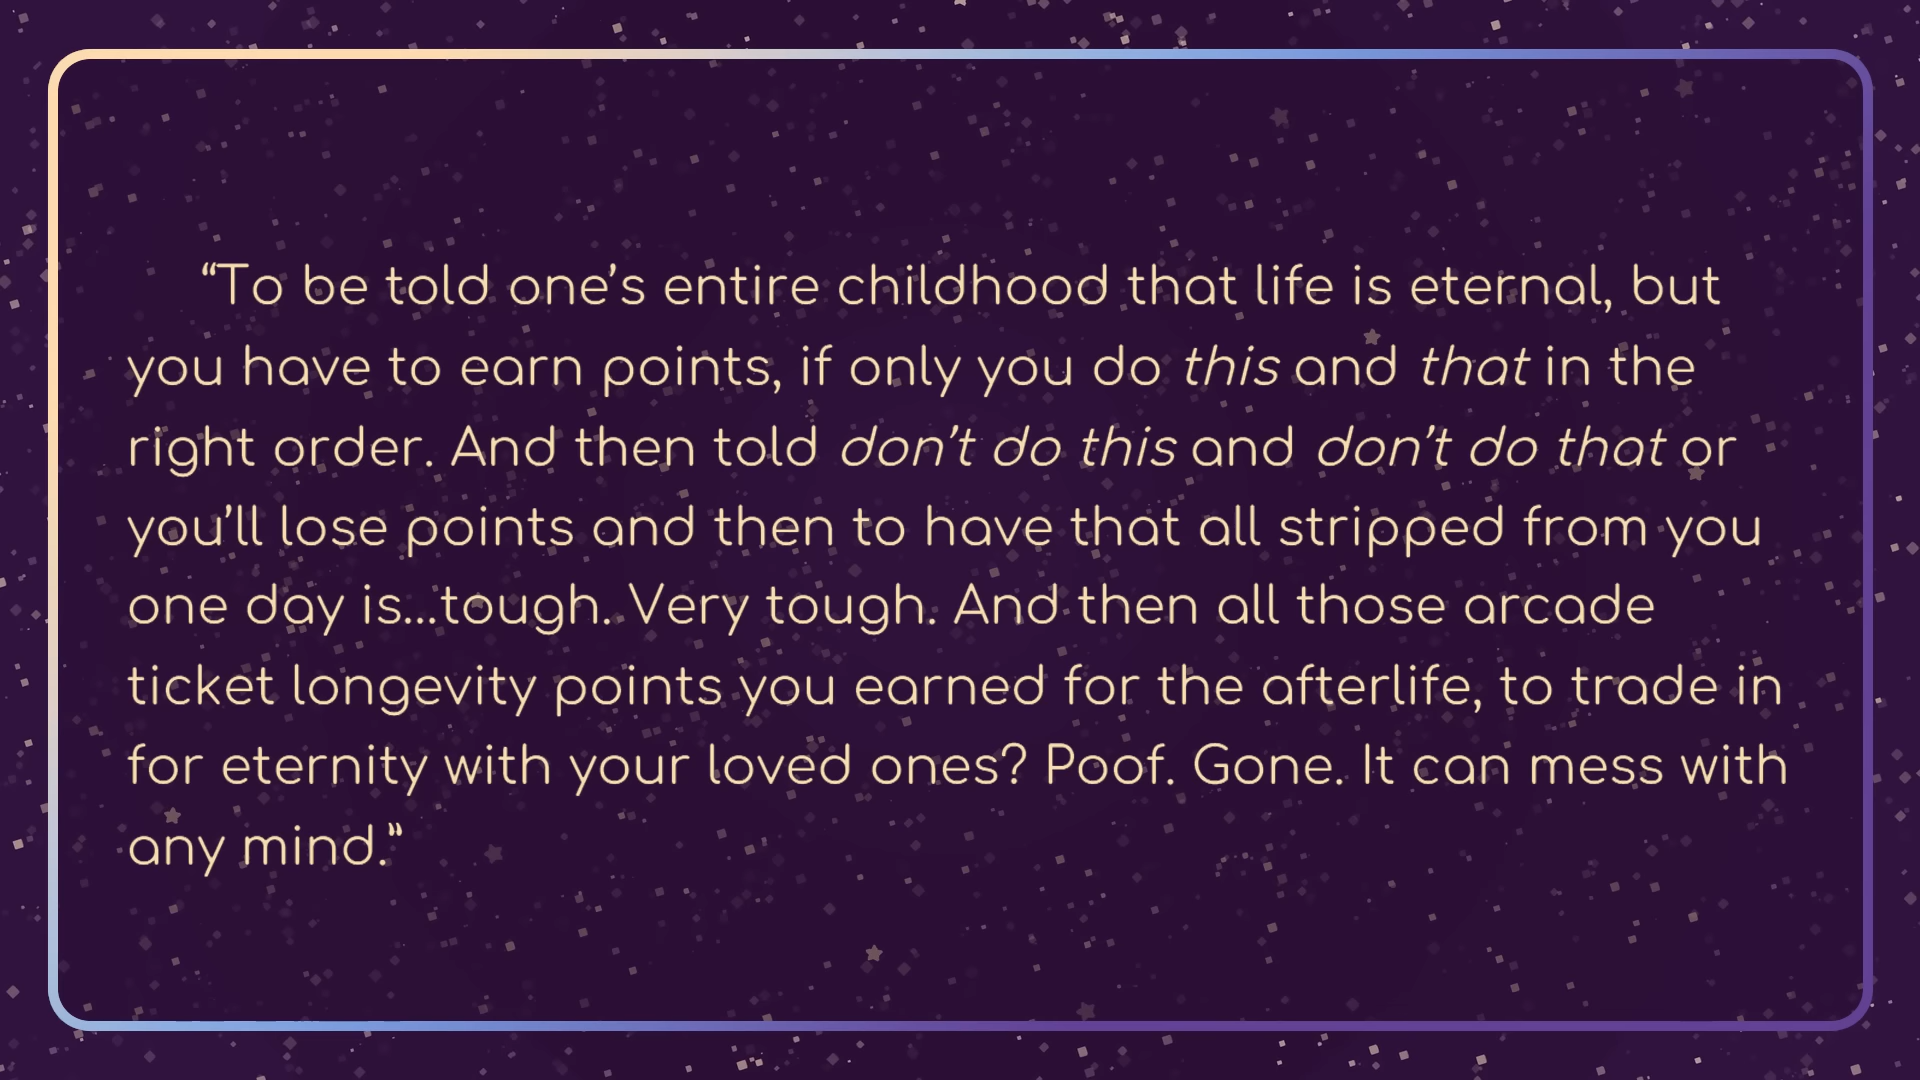 “To be told one’s entire childhood that life is eternal, but
you have to earn points, if only you do this and that in the
right order. And then told don’t do this and don’t do that or
you’ll lose points and then to have that all stripped from you
one day is...tough. Very tough. And then all those arcade
ticket longevity points you earned for the afterlife, to trade in
for eternity with your loved ones? Poof. Gone. It can mess with
any mind.”